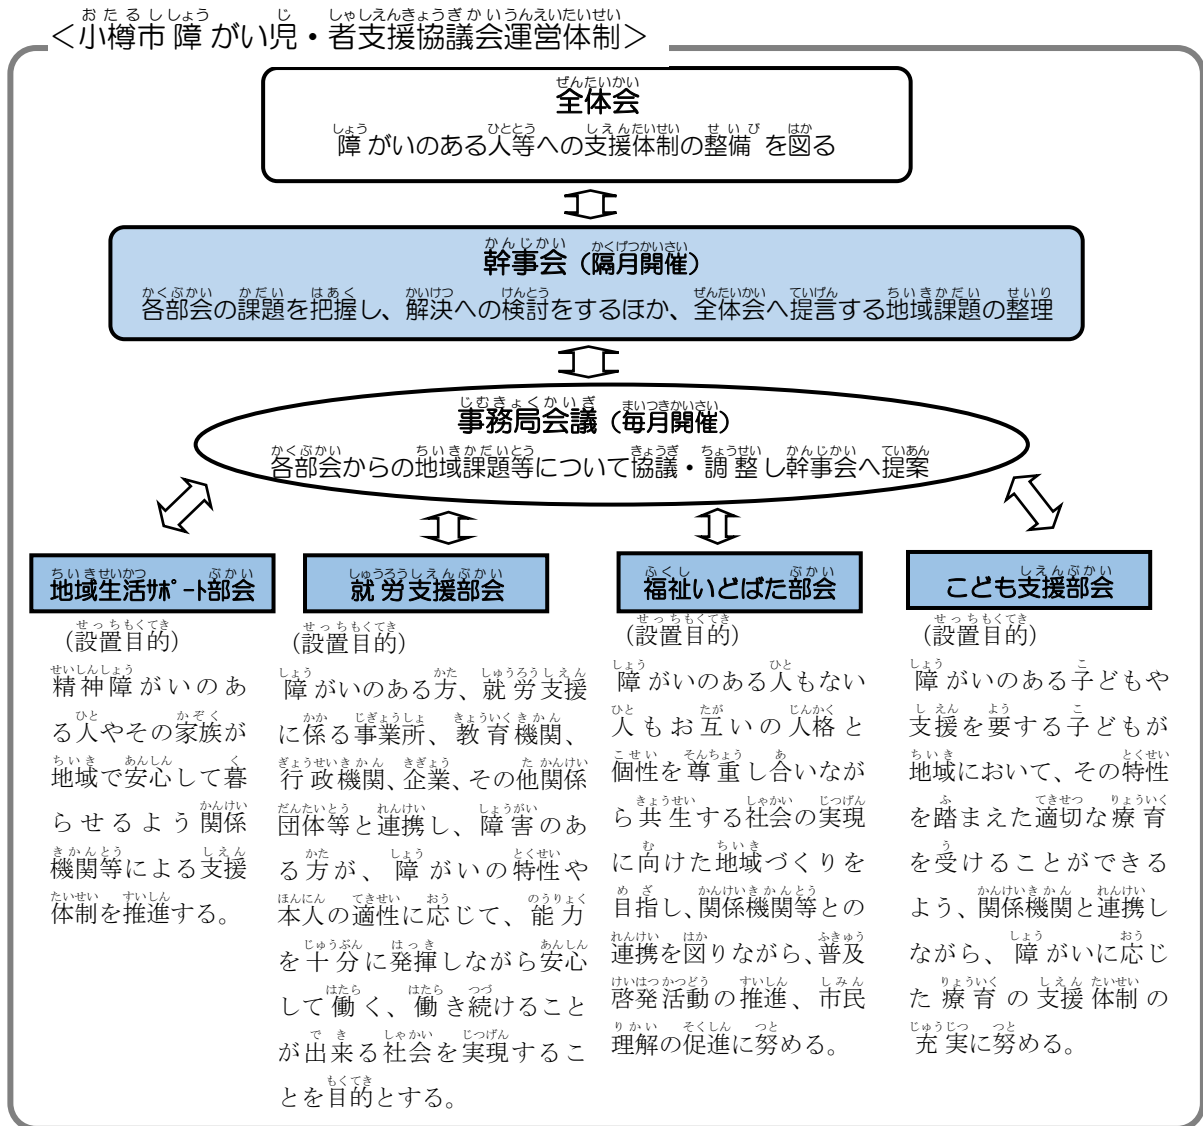 ＜小樽市障がい児・者支援協議会運営体制＞
全体会
障がいのある人等への支援体制の整備を図る
幹事会（隔月開催）
各部会の課題を把握し、解決への検討をするほか、全体会へ提言する地域課題の整理
事務局会議（毎月開催）
各部会からの地域課題等について協議・調整し幹事会へ提案
地域生活ｻﾎﾟｰﾄ部会
（設置目的）
精神障がいのあ
る人やその家族が
地域で安心して暮
らせるよう関係
機関等による支援
体制を推進する。
就労支援部会
（設置目的）
障がいのある方、就労支援
に係る事業所、教育機関、
行政機関、企業、その他関係
団体等と連携し、障害のあ
る方が、障がいの特性や
本人の適性に応じて、能力
を十分に発揮しながら安心
して働く、働き続けること
が出来る社会を実現するこ
とを目的とする。
福祉いどばた部会
（設置目的）
障がいのある人もない
人もお互いの人格と
個性を尊重し合いなが
ら共生する社会の実現
に向けた地域づくりを
目指し、関係機関等との
連携を図りながら、普及
啓発活動の推進、市民
理解の促進に努める。
こども支援部会
（設置目的）
障がいのある子どもや
支援を要する子どもが
地域において、その特性
を踏まえた適切な療育
を受けることができる
よう、関係機関と連携し
ながら、障がいに応じ
た療育の支援体制の
充実に努める。